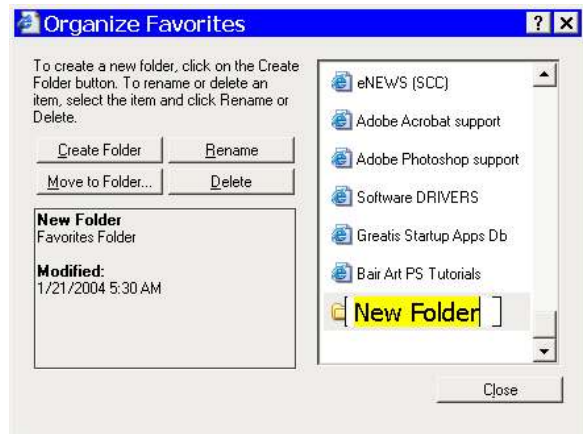 Organize Favorites
To create a new folder, click on the Create
Folder button. To rename or delete an
item, select the item and click Rename or
Delete.
Create Folder
Rename
Move to Folder...
Delete
New Folder
Favorites Folder
Modified:
1/21/2004 5:30 AM
eNEWS (SCC)
Adobe Acrobat support
Adobe Photoshop support
Software DRIVERS
Greatis Startup Apps Db
Bair Art PS Tutorials
New Folder
Close